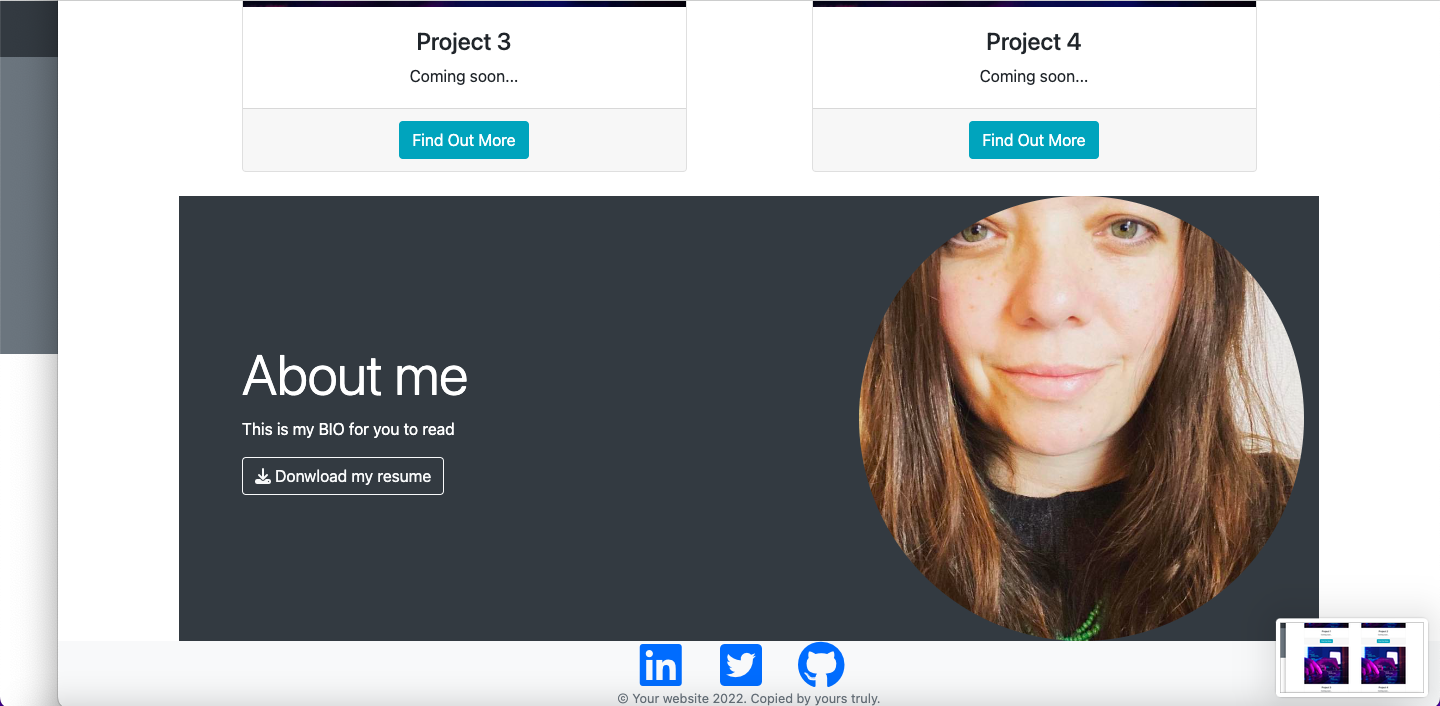 Project 3
Coming soon...
Find Out More
Project 4
Coming soon...
Find Out More
About me
This is my BIO for you to read
Donwload my resume
in
© Your website 2022. Copied by yours truly.